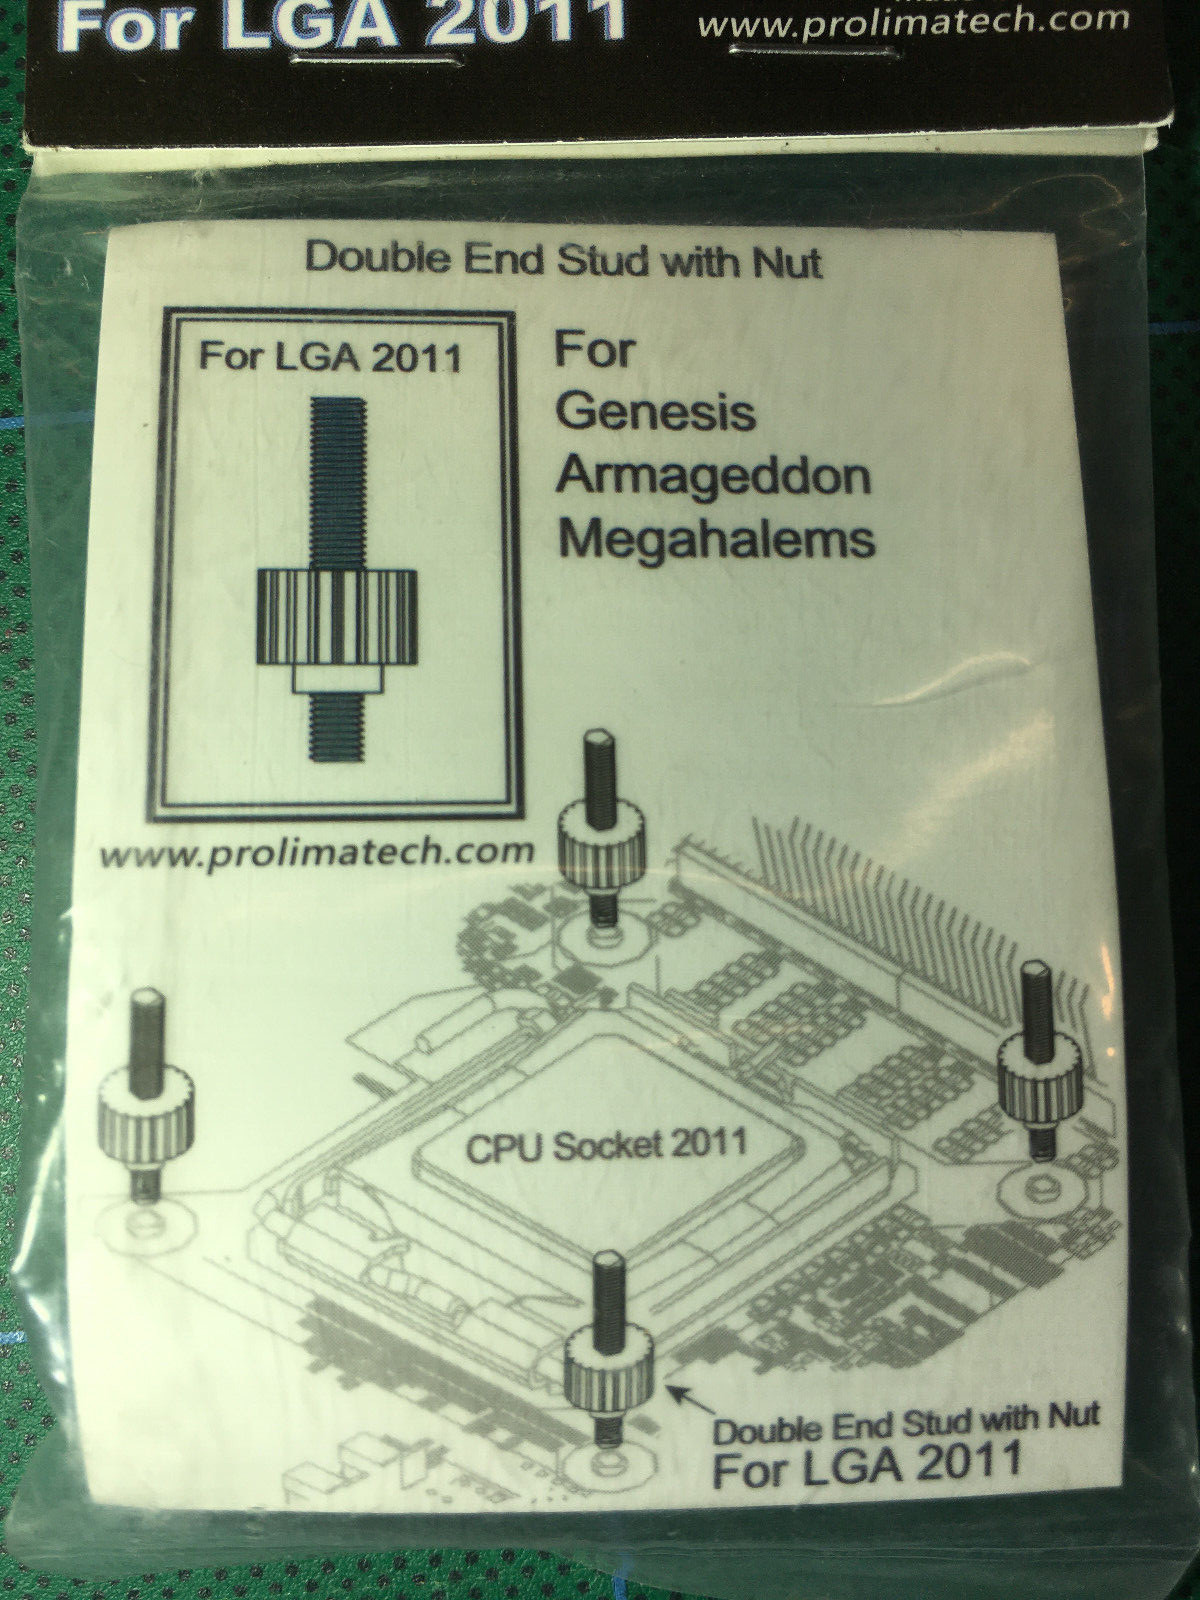 For LGA 2011
www.prolimatech.com
Double End Stud with Nut
For LGA 2011
For
Genesis
Armageddon
Megahalems
www.prolimatech.com
CPU Socket 2011
Double End Stud with Nut
For LGA 2011